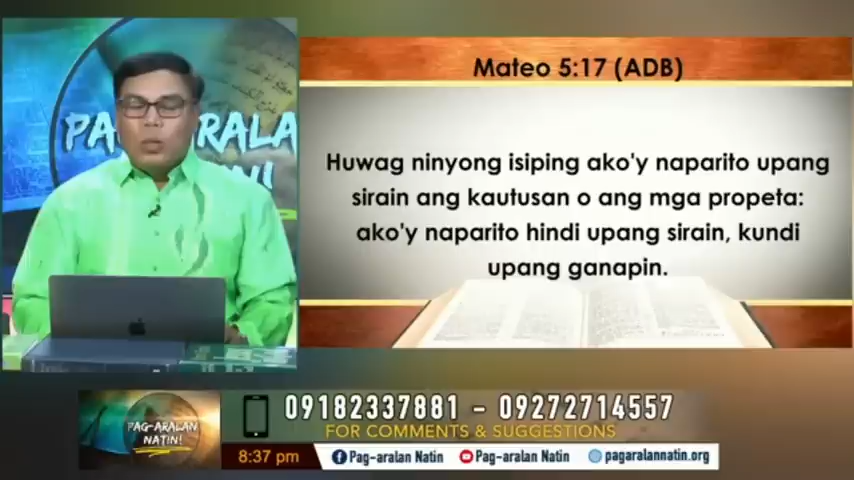 PAG-ARALAN
Mateo 5:17 (ADB)
Huwag ninyong isiping ako'y naparito upang
sirain ang kautusan o ang mga propeta:
ako'y naparito hindi upang sirain, kundi
upang ganapin.
PAG-ARALAN
NATIN!
09182337881 - 09272714557
FOR COMMENTS & SUGGESTIONS
8:37 pm
Pag-aralan Natin
Pag-aralan Natin
pagaralannatin.org